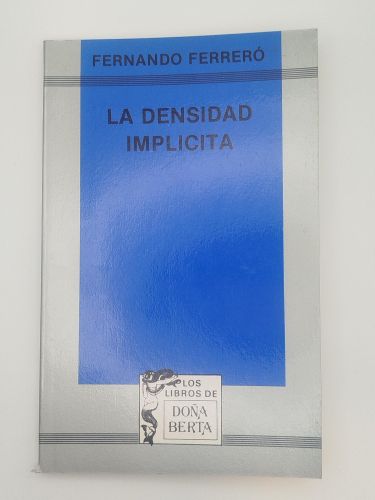 FERNANDO FERRERÓ
LA DENSIDAD
IMPLICITA
LOS
LIBROS DE
DOÑA
BERTA